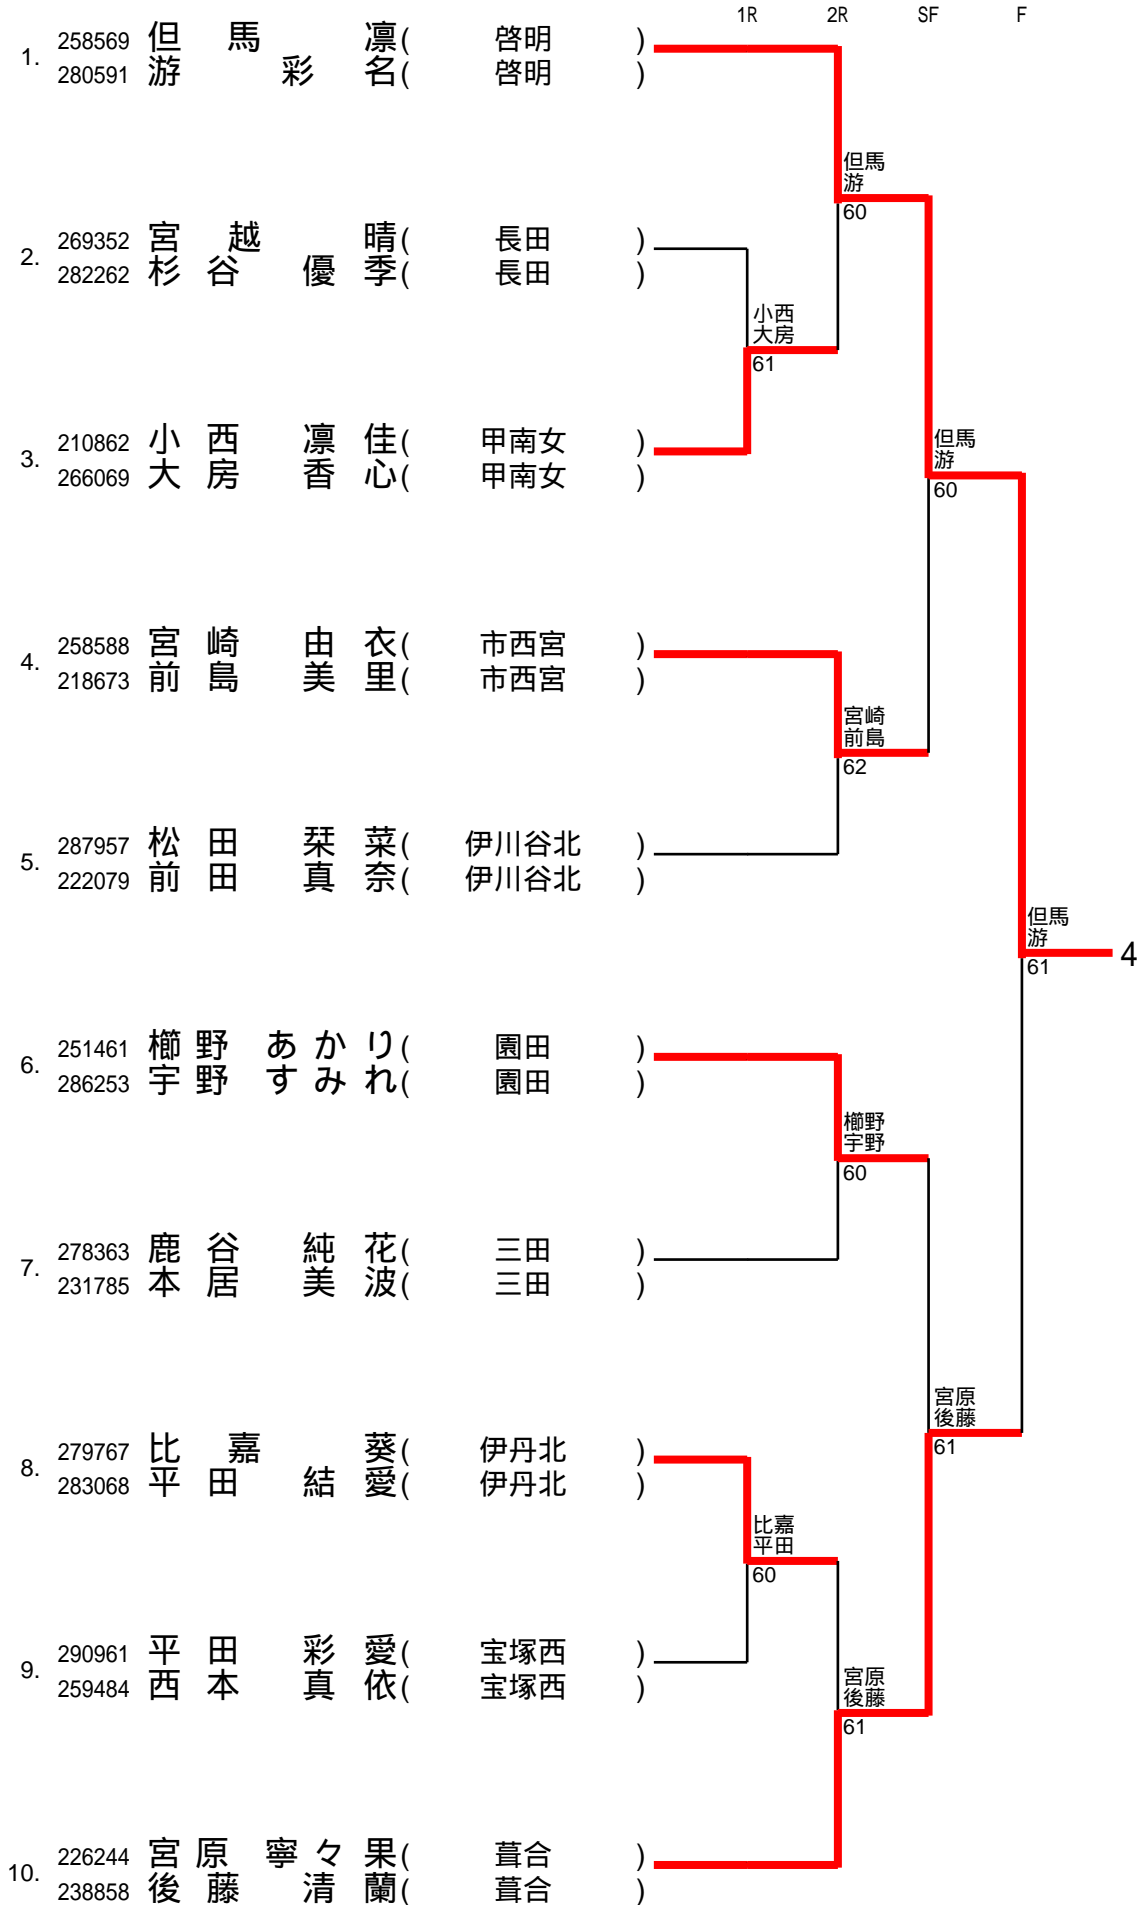 1R 2R SF F
1. 258569 但馬 凛( 啓明 )
280591 游 彩名( 啓明 )
但馬
游
60
2. 269352 宮越 晴( 長田 )
282262 杉谷 優季( 長田 )
小西
大房
61
3. 210862 小西 凛佳( 甲南女 )
266069 大房 香心( 甲南女 )
但馬
游
60
4. 258588 宮崎 由衣( 市西宮 )
218673 前島 美里( 市西宮 )
宮崎
前島
62
5. 287957 松田 栞菜( 伊川谷北 )
222079 前田 真奈( 伊川谷北 )
但馬
游
61
4
6. 251461 櫛野 あかり( 園田 )
286253 宇野 すみれ( 園田 )
櫛野
宇野
60
7. 278363 鹿谷 純花( 三田 )
231785 本居 美波( 三田 )
宮原
後藤
61
8. 279767 比嘉 葵( 伊丹北 )
283068 平田 結愛( 伊丹北 )
比嘉
平田
60
9. 290961 平田 彩愛( 宝塚西 )
259484 西本 真依( 宝塚西 )
宮原
後藤
61
10. 226244 宮原 寧々果( 葺合 )
238858 後藤 清蘭( 葺合 )